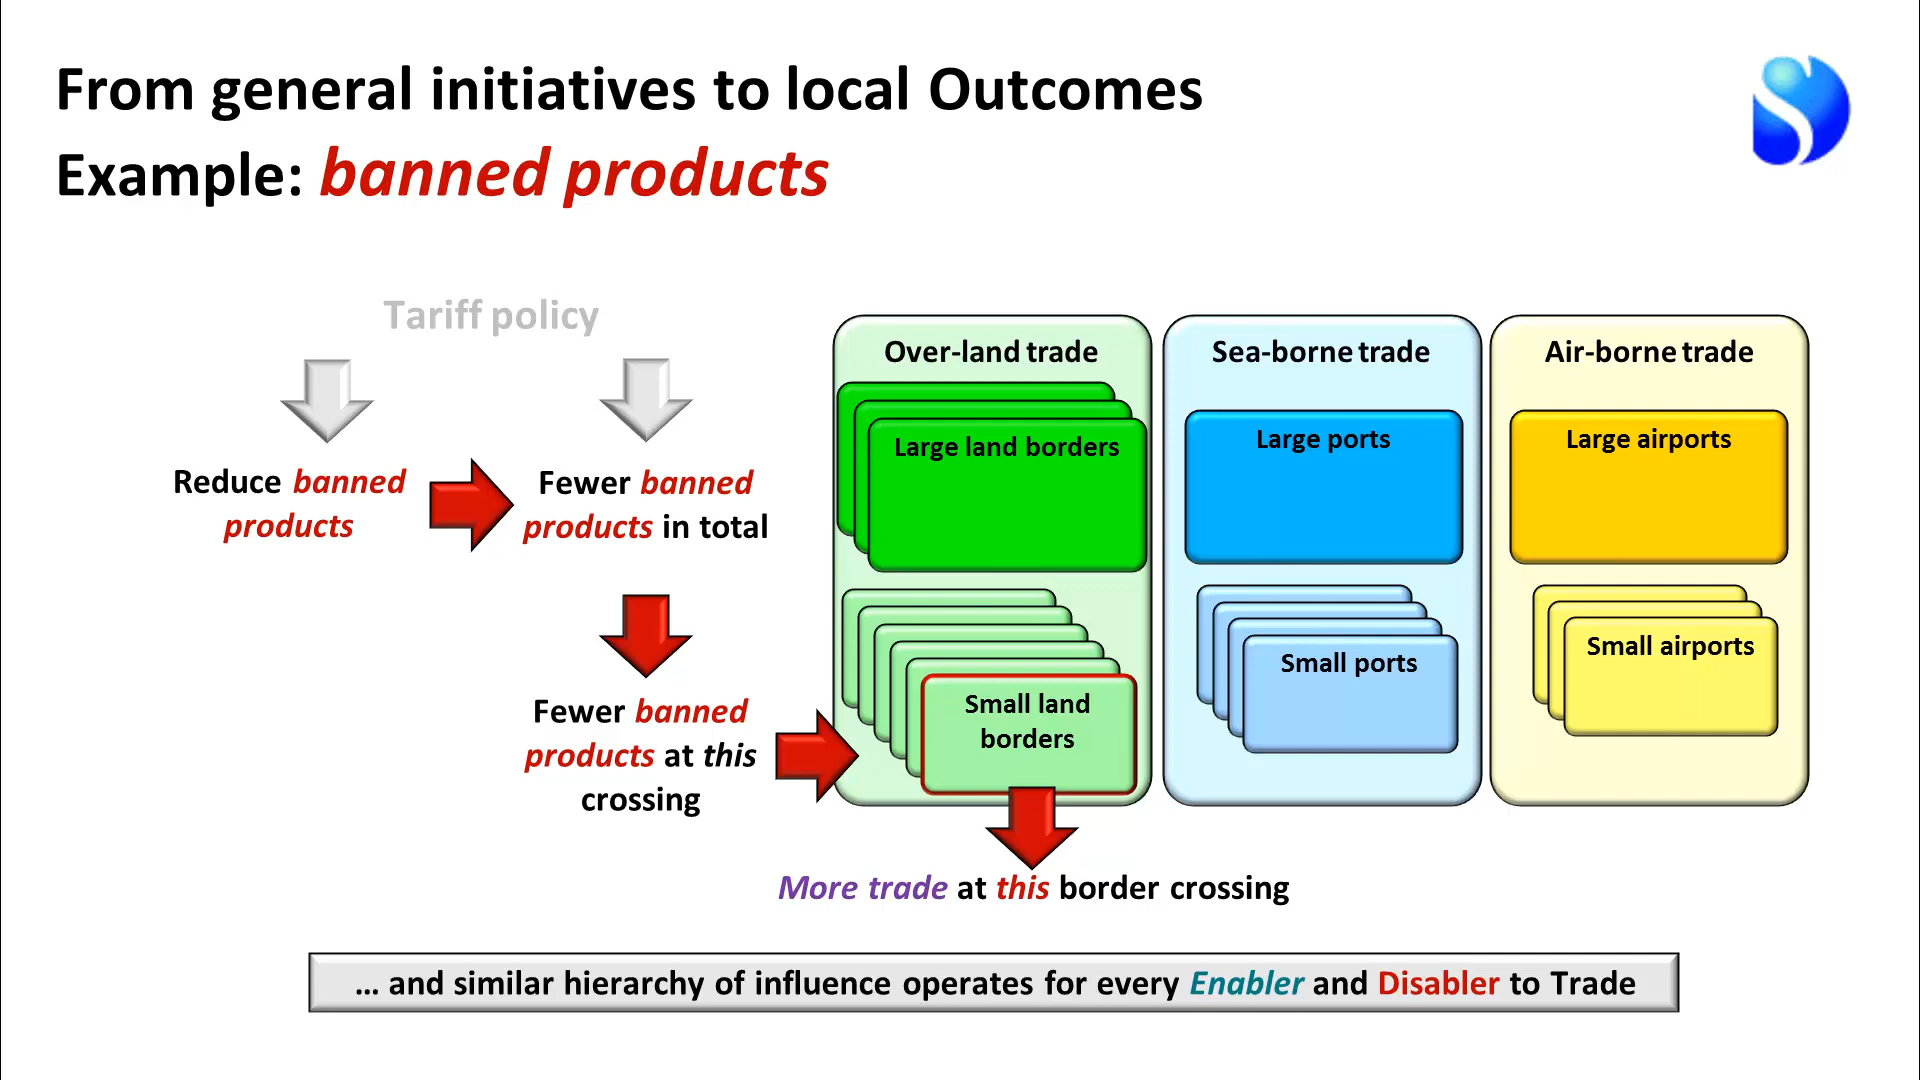 From general initiatives to local Outcomes
Example: banned products
Tariff policy
Reduce banned
products
Fewer banned
products in total
Fewer banned
products at this
crossing
Over-land trade
Large land borders
Small land
borders
Sea-borne trade
Large ports
Small ports
Air-borne trade
Large airports
Small airports
More trade at this border crossing
... and similar hierarchy of influence operates for every Enabler and Disabler to Trade